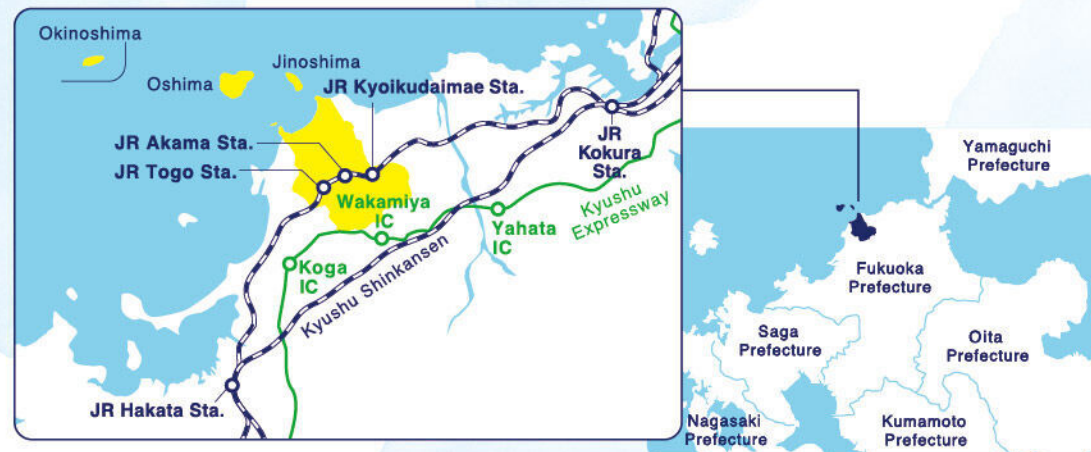 Okinoshima
Oshima
Jinoshima
JR Kyoikudaimae Sta.
JR Akama Sta.
JR Togo Sta.
JR
Kokura
Sta.
Wakamiya
IC
Yahata
IC
Kyushu
Expressway
Koga
IC
Kyushu Shinkansen
JR Hakata Sta.
Yamaguchi
Prefecture
Fukuoka
Prefecture
Saga
Prefecture
Oita
Prefecture
Nagasaki
Prefecture
Kumamoto
Prefecture